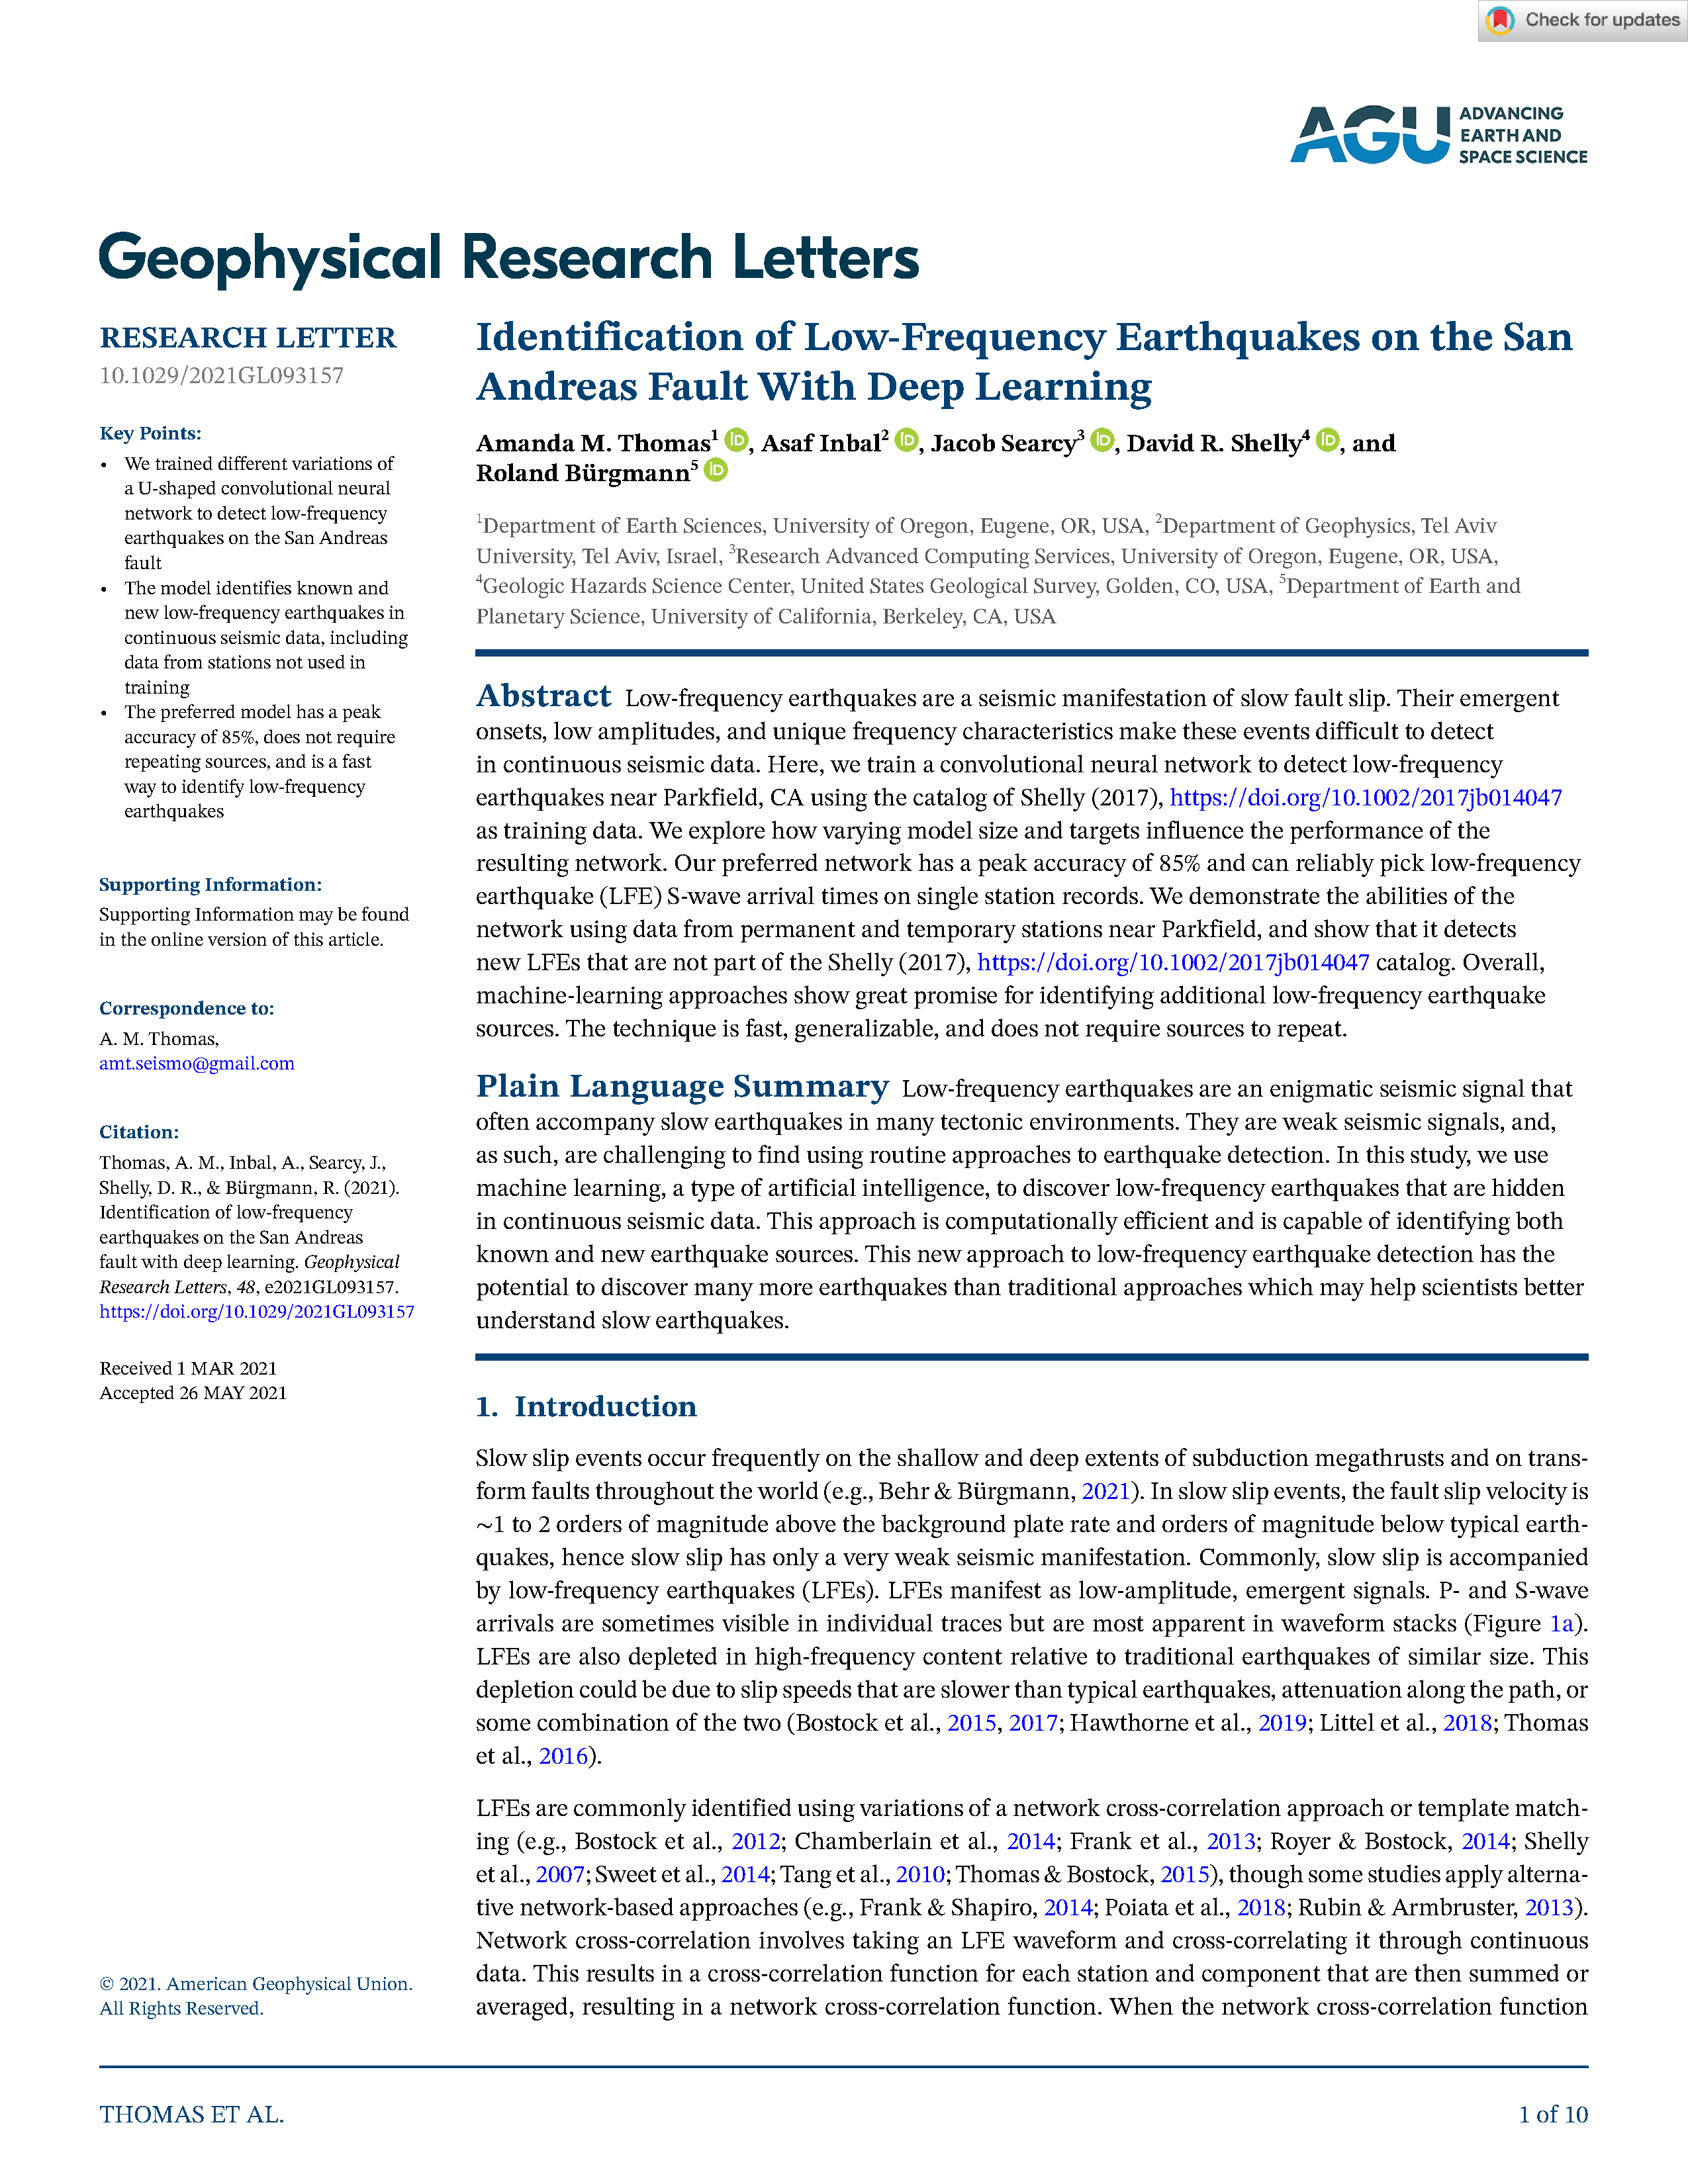 Check for updates
AGU ADVANCING
EARTH AND
SPACE SCIENCE
Geophysical Research Letters
RESEARCH LETTER
10.1029/2021GL093157
Key Points:
• We trained different variations of
a U-shaped convolutional neural
network to detect low-frequency
earthquakes on the San Andreas
fault
• The model identifies known and
new low-frequency earthquakes in
continuous seismic data, including
data from stations not used in
training
• The preferred model has a peak
accuracy of 85%, does not require
repeating sources, and is a fast
way to identify low-frequency
earthquakes
Supporting Information:
Supporting Information may be found
in the online version of this article.
Correspondence to:
A. M. Thomas,
amt.seismo@gmail.com
Citation:
Thomas, A. M., Inbal, A., Searcy, J.,
Shelly, D. R., & Bürgmann, R. (2021).
Identification of low-frequency
earthquakes on the San Andreas
fault with deep learning. Geophysical
Research Letters, 48, e2021GL093157.
https://doi.org/10.1029/2021GL093157
Received 1 MAR 2021
Accepted 26 MAY 2021
© 2021. American Geophysical Union.
All Rights Reserved.
Identification of Low-Frequency Earthquakes on the San
Andreas Fault With Deep Learning
Amanda M. Thomas¹ iD, Asaf Inbal² iD, Jacob Searcy³ iD, David R. Shelly⁴ iD, and
Roland Bürgmann⁵ iD
¹Department of Earth Sciences, University of Oregon, Eugene, OR, USA, ²Department of Geophysics, Tel Aviv
University, Tel Aviv, Israel, ³Research Advanced Computing Services, University of Oregon, Eugene, OR, USA,
⁴Geologic Hazards Science Center, United States Geological Survey, Golden, CO, USA, ⁵Department of Earth and
Planetary Science, University of California, Berkeley, CA, USA
Abstract Low-frequency earthquakes are a seismic manifestation of slow fault slip. Their emergent
onsets, low amplitudes, and unique frequency characteristics make these events difficult to detect
in continuous seismic data. Here, we train a convolutional neural network to detect low-frequency
earthquakes near Parkfield, CA using the catalog of Shelly (2017), https://doi.org/10.1002/2017jb014047
as training data. We explore how varying model size and targets influence the performance of the
resulting network. Our preferred network has a peak accuracy of 85% and can reliably pick low-frequency
earthquake (LFE) S-wave arrival times on single station records. We demonstrate the abilities of the
network using data from permanent and temporary stations near Parkfield, and show that it detects
new LFEs that are not part of the Shelly (2017), https://doi.org/10.1002/2017jb014047 catalog. Overall,
machine-learning approaches show great promise for identifying additional low-frequency earthquake
sources. The technique is fast, generalizable, and does not require sources to repeat.
Plain Language Summary Low-frequency earthquakes are an enigmatic seismic signal that
often accompany slow earthquakes in many tectonic environments. They are weak seismic signals, and,
as such, are challenging to find using routine approaches to earthquake detection. In this study, we use
machine learning, a type of artificial intelligence, to discover low-frequency earthquakes that are hidden
in continuous seismic data. This approach is computationally efficient and is capable of identifying both
known and new earthquake sources. This new approach to low-frequency earthquake detection has the
potential to discover many more earthquakes than traditional approaches which may help scientists better
understand slow earthquakes.
1. Introduction
Slow slip events occur frequently on the shallow and deep extents of subduction megathrusts and on trans-
form faults throughout the world (e.g., Behr & Bürgmann, 2021). In slow slip events, the fault slip velocity is
~1 to 2 orders of magnitude above the background plate rate and orders of magnitude below typical earth-
quakes, hence slow slip has only a very weak seismic manifestation. Commonly, slow slip is accompanied
by low-frequency earthquakes (LFEs). LFEs manifest as low-amplitude, emergent signals. P- and S-wave
arrivals are sometimes visible in individual traces but are most apparent in waveform stacks (Figure 1a).
LFEs are also depleted in high-frequency content relative to traditional earthquakes of similar size. This
depletion could be due to slip speeds that are slower than typical earthquakes, attenuation along the path, or
some combination of the two (Bostock et al., 2015, 2017; Hawthorne et al., 2019; Littel et al., 2018; Thomas
et al., 2016).
LFEs are commonly identified using variations of a network cross-correlation approach or template match-
ing (e.g., Bostock et al., 2012; Chamberlain et al., 2014; Frank et al., 2013; Royer & Bostock, 2014; Shelly
et al., 2007; Sweet et al., 2014; Tang et al., 2010; Thomas & Bostock, 2015), though some studies apply alterna-
tive network-based approaches (e.g., Frank & Shapiro, 2014; Poiata et al., 2018; Rubin & Armbruster, 2013).
Network cross-correlation involves taking an LFE waveform and cross-correlating it through continuous
data. This results in a cross-correlation function for each station and component that are then summed or
averaged, resulting in a network cross-correlation function. When the network cross-correlation function
THOMAS ET AL.
1 of 10